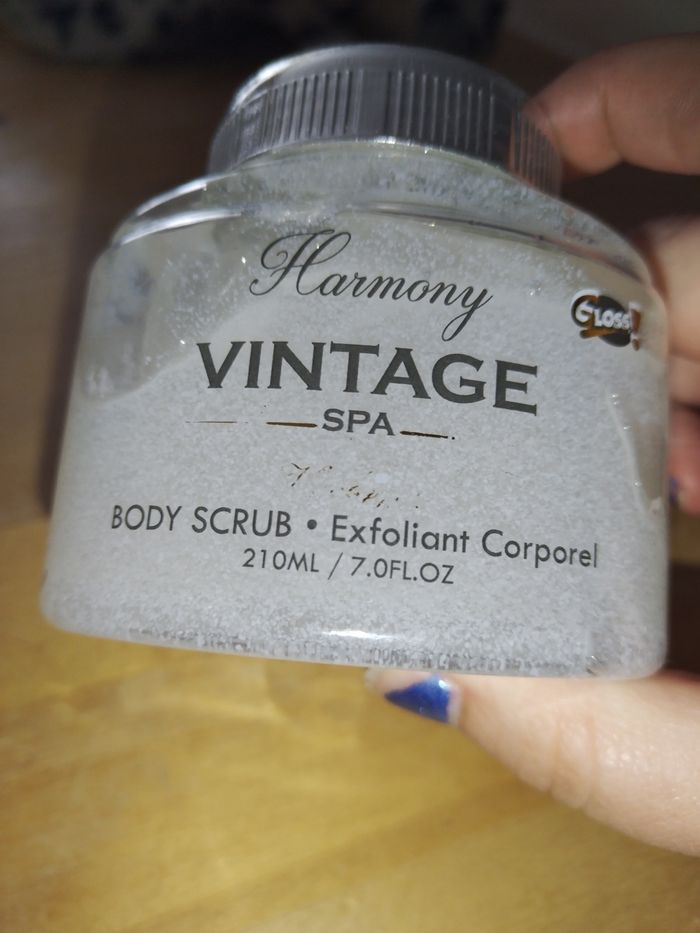 Harmony
GLOSS!
VINTAGE
SPA
BODY SCRUB • Exfoliant Corporel
210ML / 7.0FL.OZ